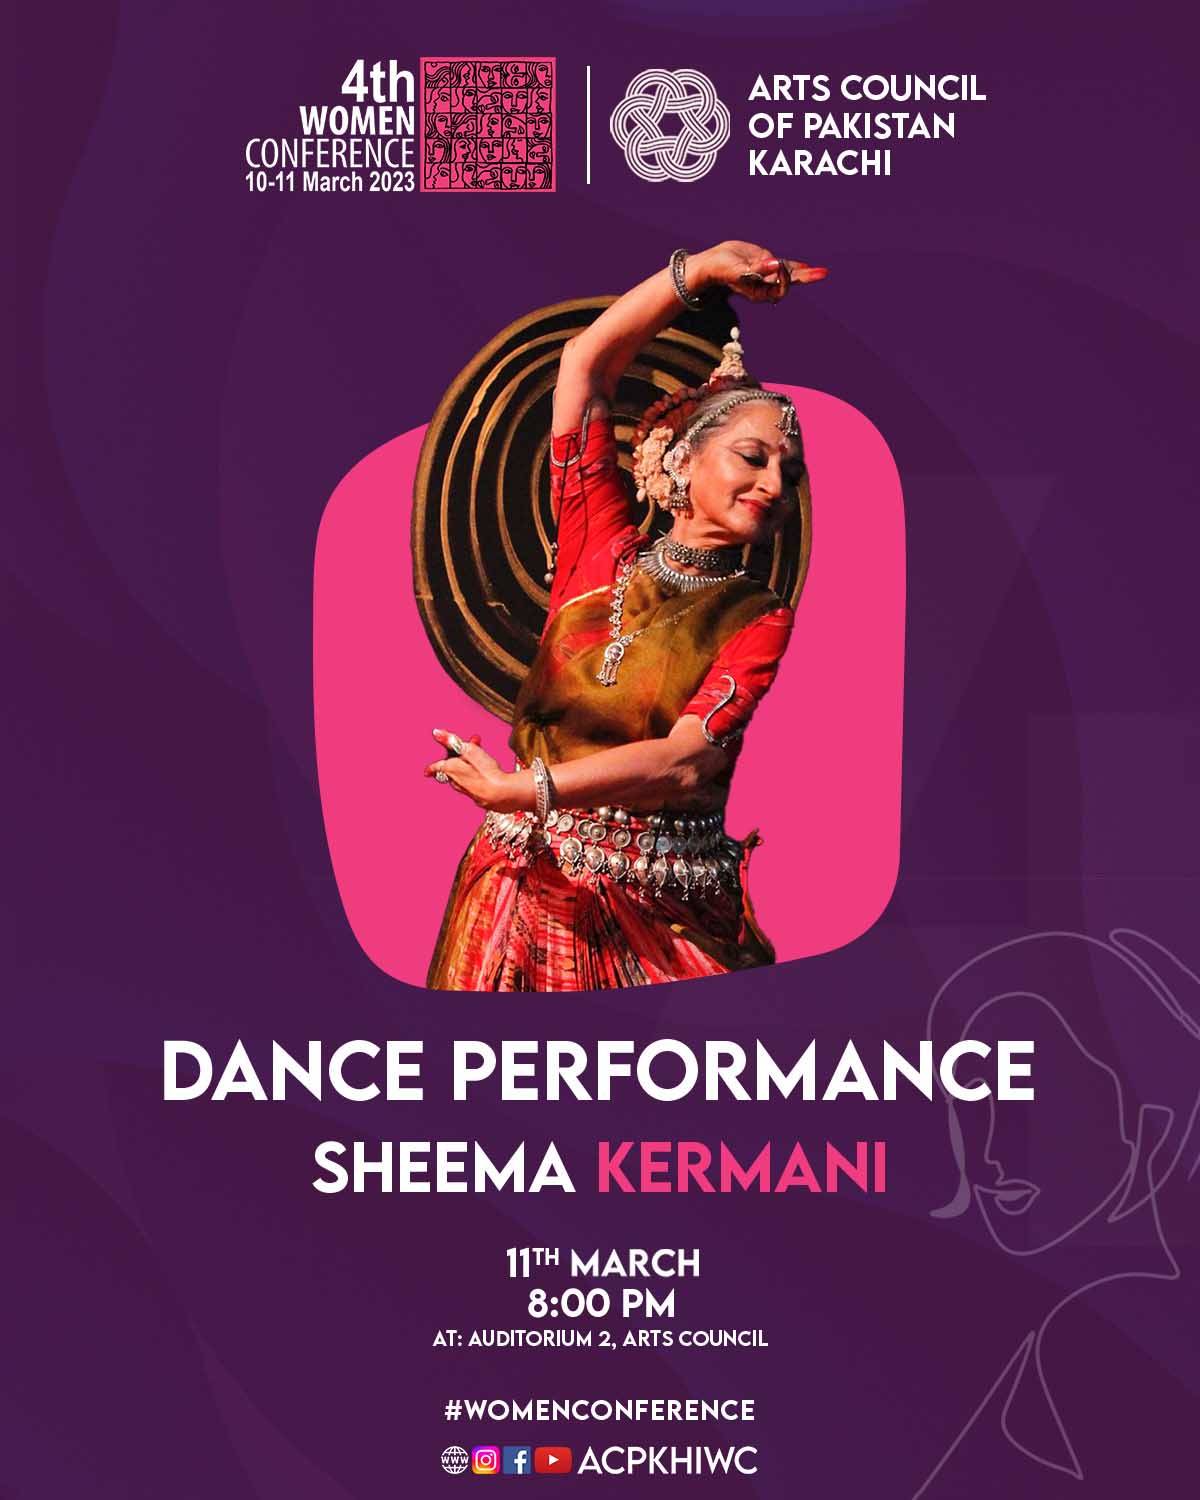 4th
WOMEN
CONFERENCE
10-11 March 2023
ARTS COUNCIL
OF PAKISTAN
KARACHI
DANCE PERFORMANCE
SHEEMA KERMANI
11TH MARCH
8:00 PM
AT: AUDITORIUM 2, ARTS COUNCIL
#WOMENCONFERENCE
WWW ACPKHIWC